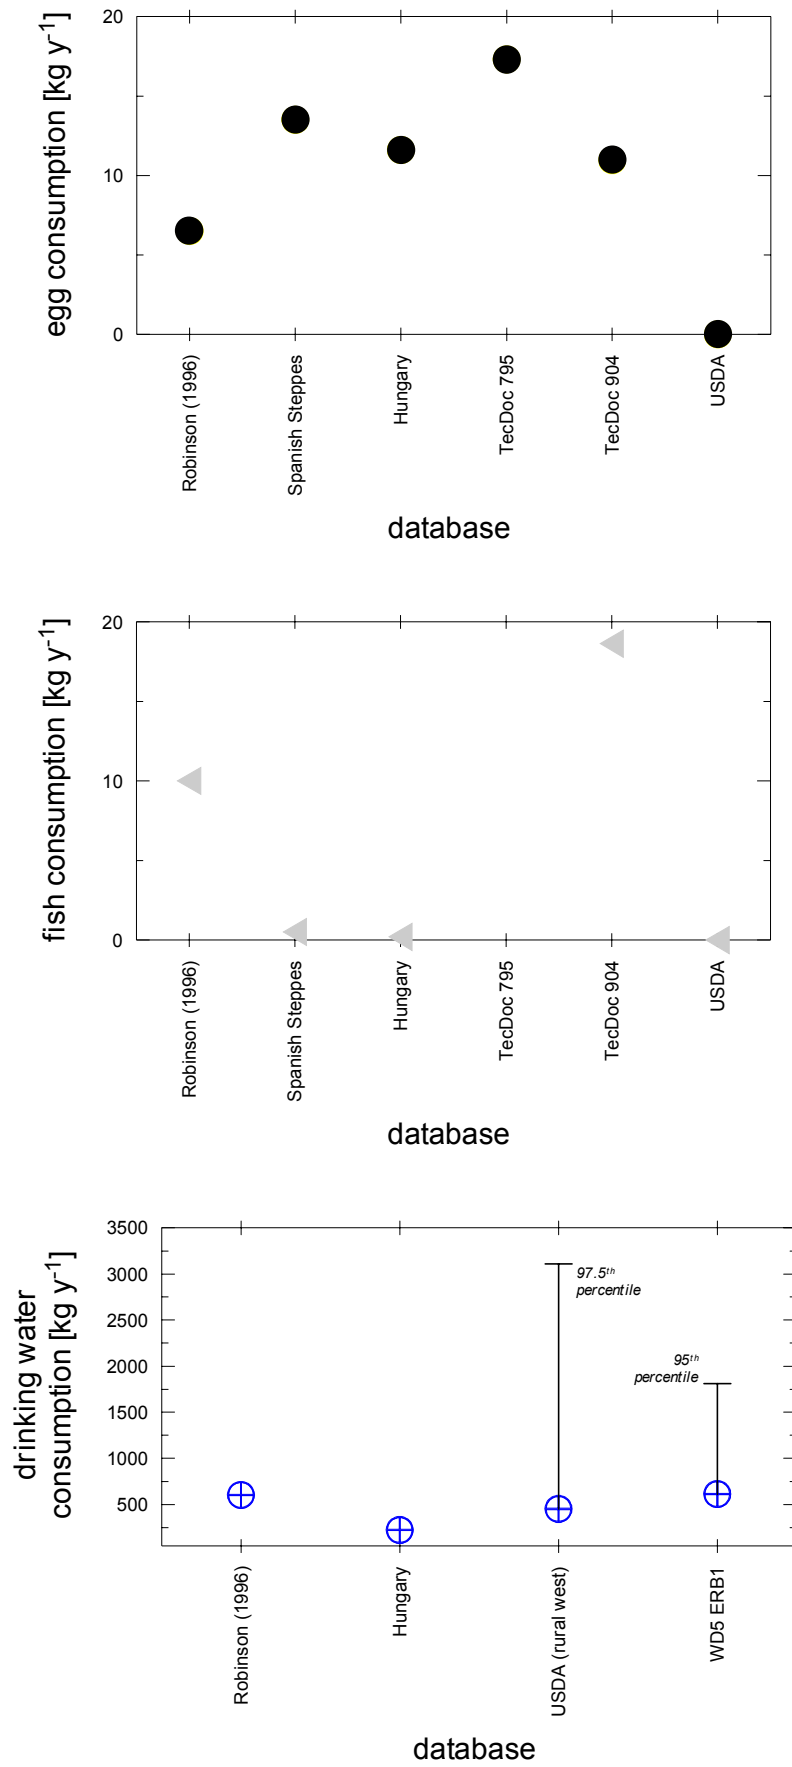 egg consumption [kg y-1]
20
10
0
Robinson (1996)
Spanish Steppes
Hungary
TecDoc 795
TecDoc 904
USDA
database
fish consumption [kg y-1]
20
10
0
Robinson (1996)
Spanish Steppes
Hungary
TecDoc 795
TecDoc 904
USDA
database
drinking water
consumption [kg y-1]
3500
3000
2500
2000
1500
1000
500
97.5th
percentile
95th
percentile
Robinson (1996)
Hungary
USDA (rural west)
WD5 ERB1
database